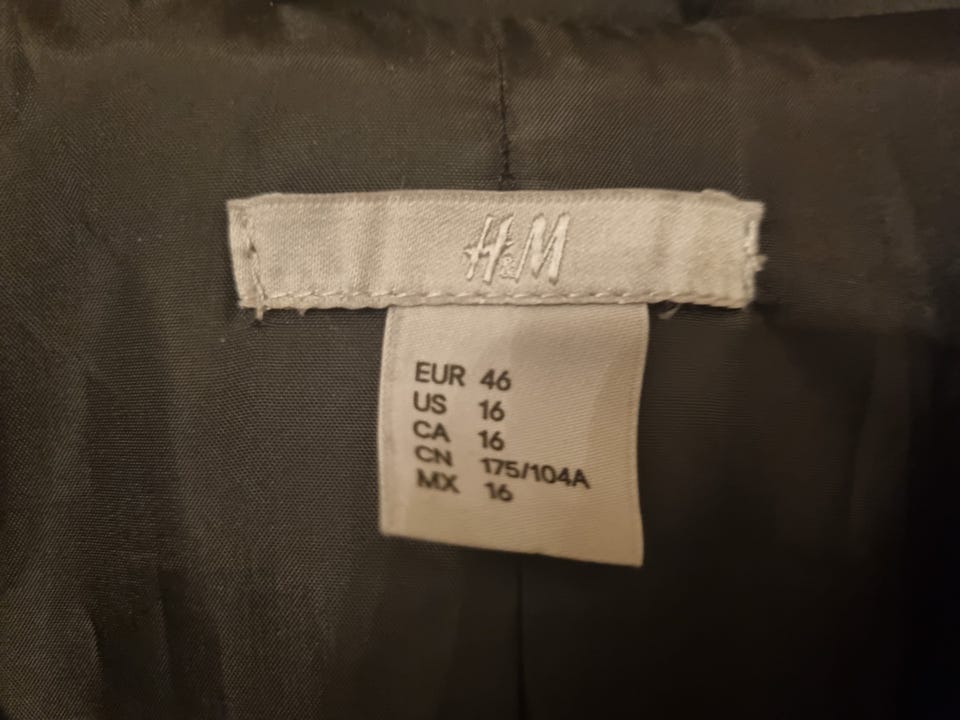 H&M
EUR 46
US 16
CA 16
CN 175/104A
MX 16